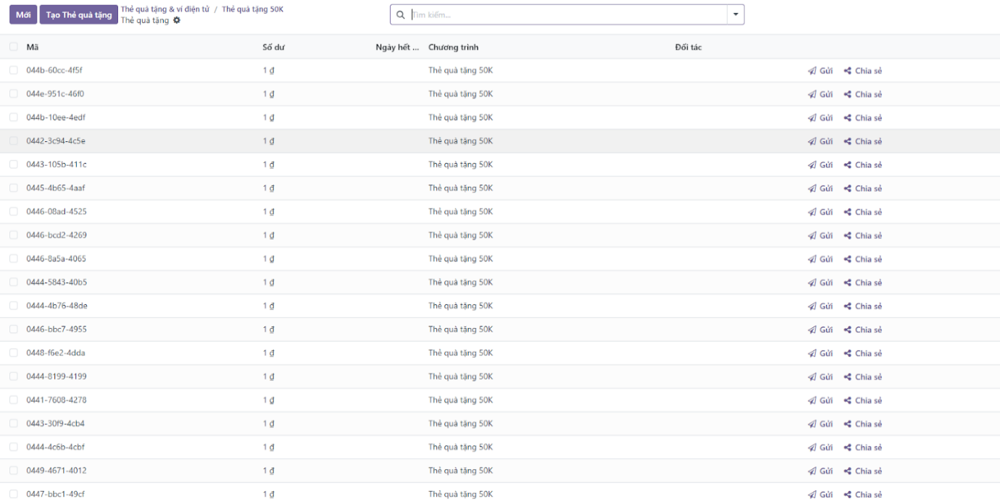 Mới Tạo Thẻ quà tặng Thẻ quà tặng & ví điện tử / Thẻ quà tặng 50K
Thẻ quà tặng
Tìm kiếm...
Mã Số dư Ngày hết ... Chương trình Đối tác
044b-60cc-4f5f 1 ₫ Thẻ quà tặng 50K Gửi Chia sẻ
044e-951c-46f0 1 ₫ Thẻ quà tặng 50K Gửi Chia sẻ
044b-10ee-4edf 1 ₫ Thẻ quà tặng 50K Gửi Chia sẻ
0442-3c94-4c5e 1 ₫ Thẻ quà tặng 50K Gửi Chia sẻ
0443-105b-411c 1 ₫ Thẻ quà tặng 50K Gửi Chia sẻ
0445-4b65-4aaf 1 ₫ Thẻ quà tặng 50K Gửi Chia sẻ
0446-08ad-4525 1 ₫ Thẻ quà tặng 50K Gửi Chia sẻ
0446-bcd2-4269 1 ₫ Thẻ quà tặng 50K Gửi Chia sẻ
0446-8a5a-4065 1 ₫ Thẻ quà tặng 50K Gửi Chia sẻ
0444-5843-40b5 1 ₫ Thẻ quà tặng 50K Gửi Chia sẻ
0444-4b76-48de 1 ₫ Thẻ quà tặng 50K Gửi Chia sẻ
0446-bbc7-4955 1 ₫ Thẻ quà tặng 50K Gửi Chia sẻ
0448-f6e2-4dda 1 ₫ Thẻ quà tặng 50K Gửi Chia sẻ
0444-8199-4199 1 ₫ Thẻ quà tặng 50K Gửi Chia sẻ
0441-7608-4278 1 ₫ Thẻ quà tặng 50K Gửi Chia sẻ
0443-30f9-4cb4 1 ₫ Thẻ quà tặng 50K Gửi Chia sẻ
0444-4c6b-4cbf 1 ₫ Thẻ quà tặng 50K Gửi Chia sẻ
0449-4671-4012 1 ₫ Thẻ quà tặng 50K Gửi Chia sẻ
0447-bbc1-49cf 1 ₫ Thẻ quà tặng 50K Gửi Chia sẻ